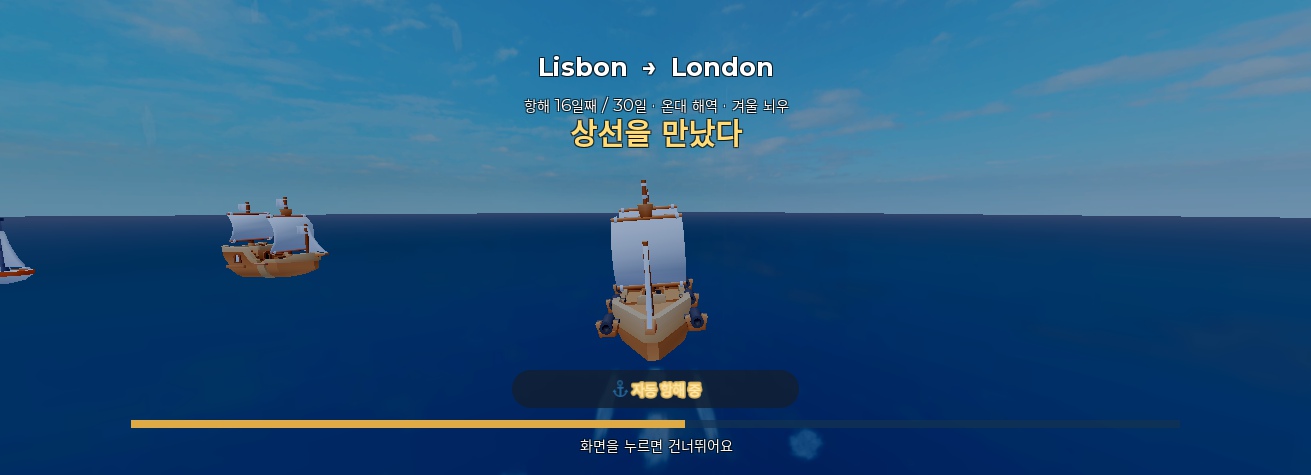 Lisbon → London
항해 16일째 / 30일 · 온대 해역 · 겨울 뇌우
상선을 만났다
⚓ 자동 항해 중
화면을 누르면 건너뛰어요